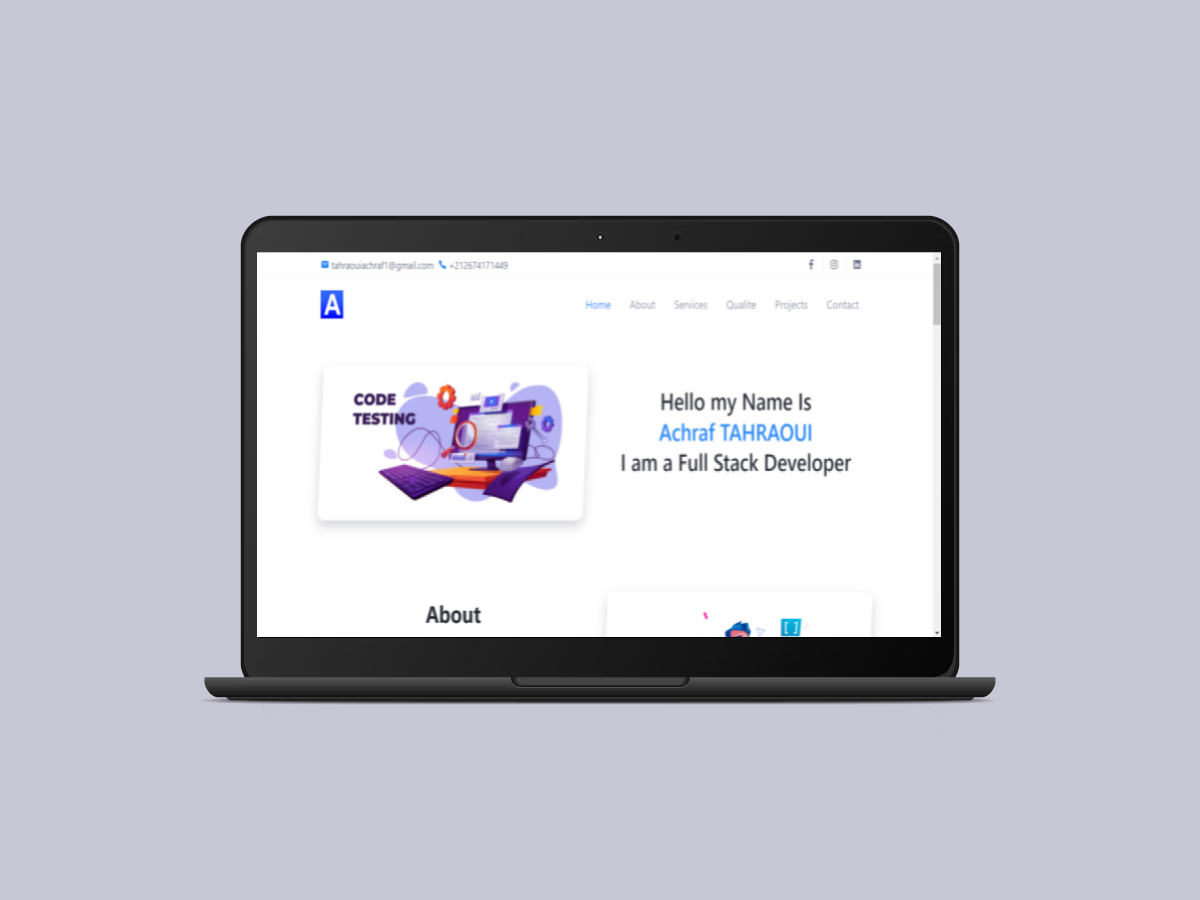 tahraouiachraf1@gmail.com +212674171449
A
Home About Services Qualite Projects Contact
CODE
TESTING
Hello my Name Is
Achraf TAHRAOUI
I am a Full Stack Developer
About
[ ]